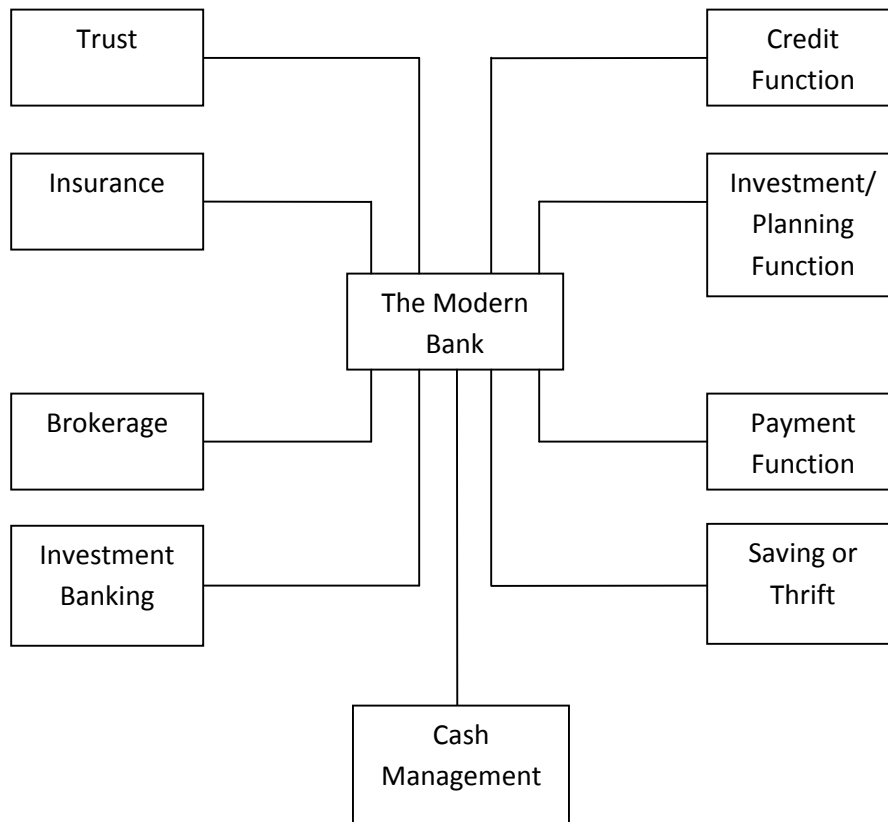 Trust
Credit
Function
Insurance
Investment/
Planning
Function
The Modern
Bank
Brokerage
Payment
Function
Investment
Banking
Saving or
Thrift
Cash
Management